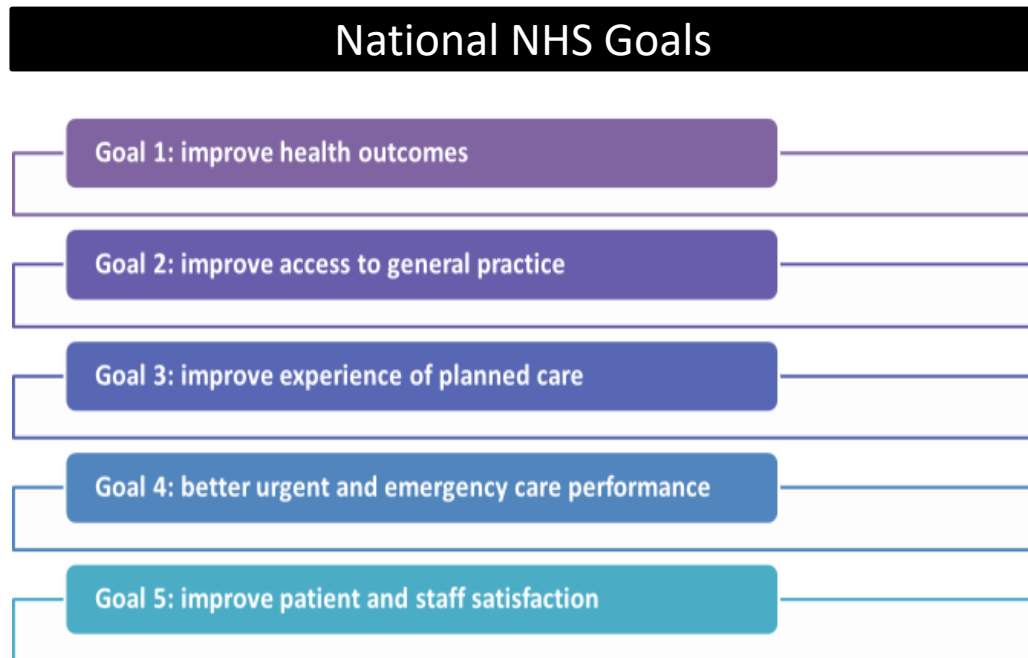 National NHS Goals
Goal 1: improve health outcomes
Goal 2: improve access to general practice
Goal 3: improve experience of planned care
Goal 4: better urgent and emergency care performance
Goal 5: improve patient and staff satisfaction